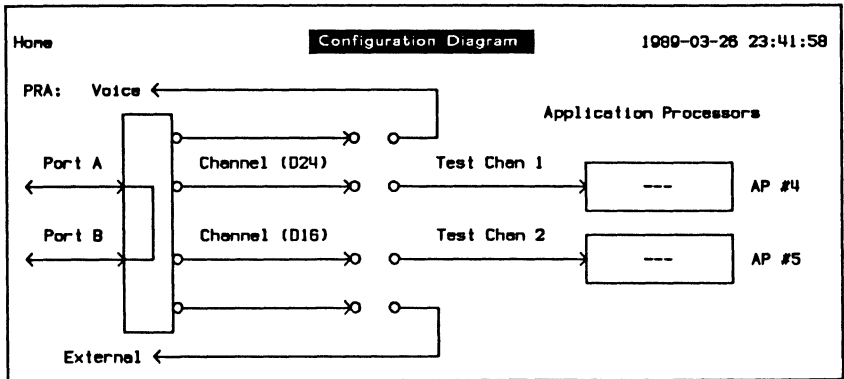 Home Configuration Diagram 1989-03-26 23:41:58
PRA: Voice
Application Processors
Port A Channel (D24) Test Chan 1 --- AP #4
Port B Channel (D16) Test Chan 2 --- AP #5
External